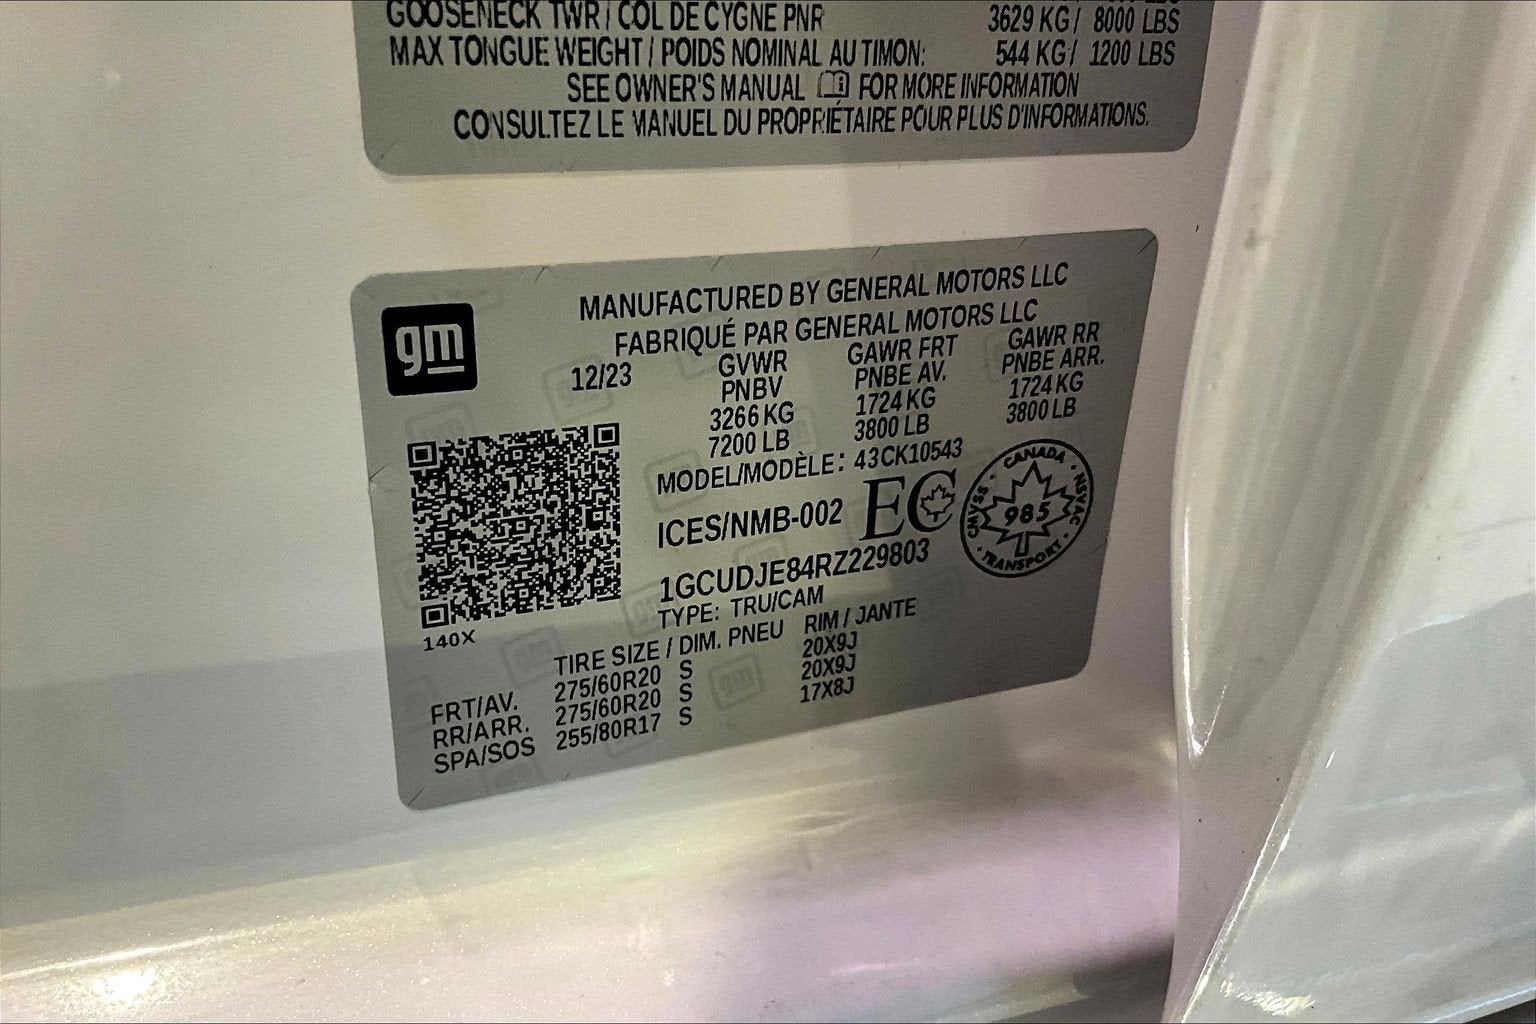 GOOSENECK TWR / COL DE CYGNE PNR 3629 KG / 8000 LBS
MAX TONGUE WEIGHT / POIDS NOMINAL AU TIMON: 544 KG / 1200 LBS
SEE OWNER'S MANUAL FOR MORE INFORMATION
CONSULTEZ LE MANUEL DU PROPRIÉTAIRE POUR PLUS D'INFORMATIONS.
gm
MANUFACTURED BY GENERAL MOTORS LLC
FABRIQUÉ PAR GENERAL MOTORS LLC
12/23 GVWR GAWR FRT GAWR RR
PNBV PNBE AV. PNBE ARR.
3266 KG 1724 KG 1724 KG
7200 LB 3800 LB 3800 LB
MODEL/MODÈLE: 43CK10543
ICES/NMB-002 EC
CANADA
CMVSS 985 NSVAC
TRANSPORT
1GCUDJE84RZ229803
TYPE: TRU/CAM
140X
TIRE SIZE / DIM. PNEU RIM / JANTE
FRT/AV. 275/60R20 S 20X9J
RR/ARR. 275/60R20 S 20X9J
SPA/SOS 255/80R17 S 17X8J